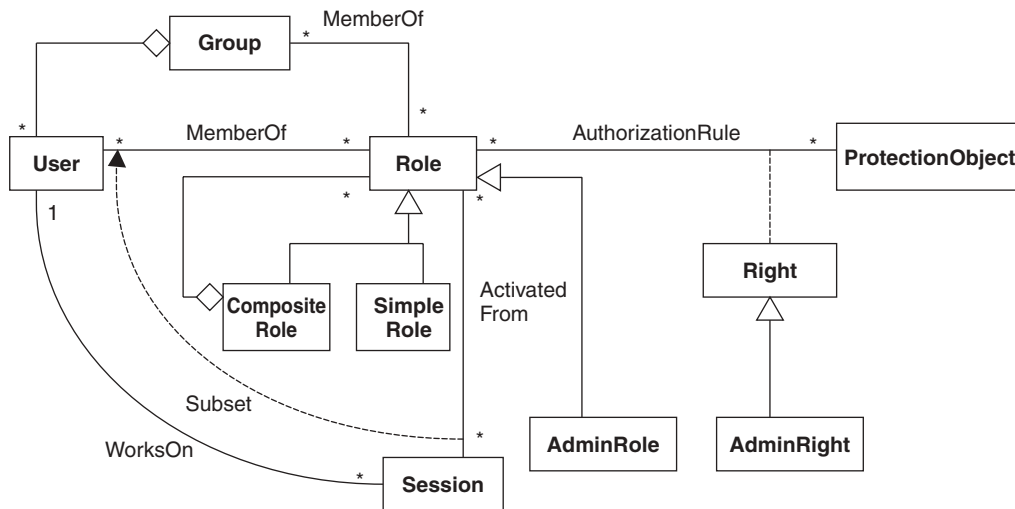 MemberOf
Group
*
*
*
*
MemberOf
*
*
AuthorizationRule
*
User
Role
ProtectionObject
1
*
*
Right
Composite
Role
Simple
Role
Activated
From
Subset
WorksOn
*
AdminRole
AdminRight
*
Session